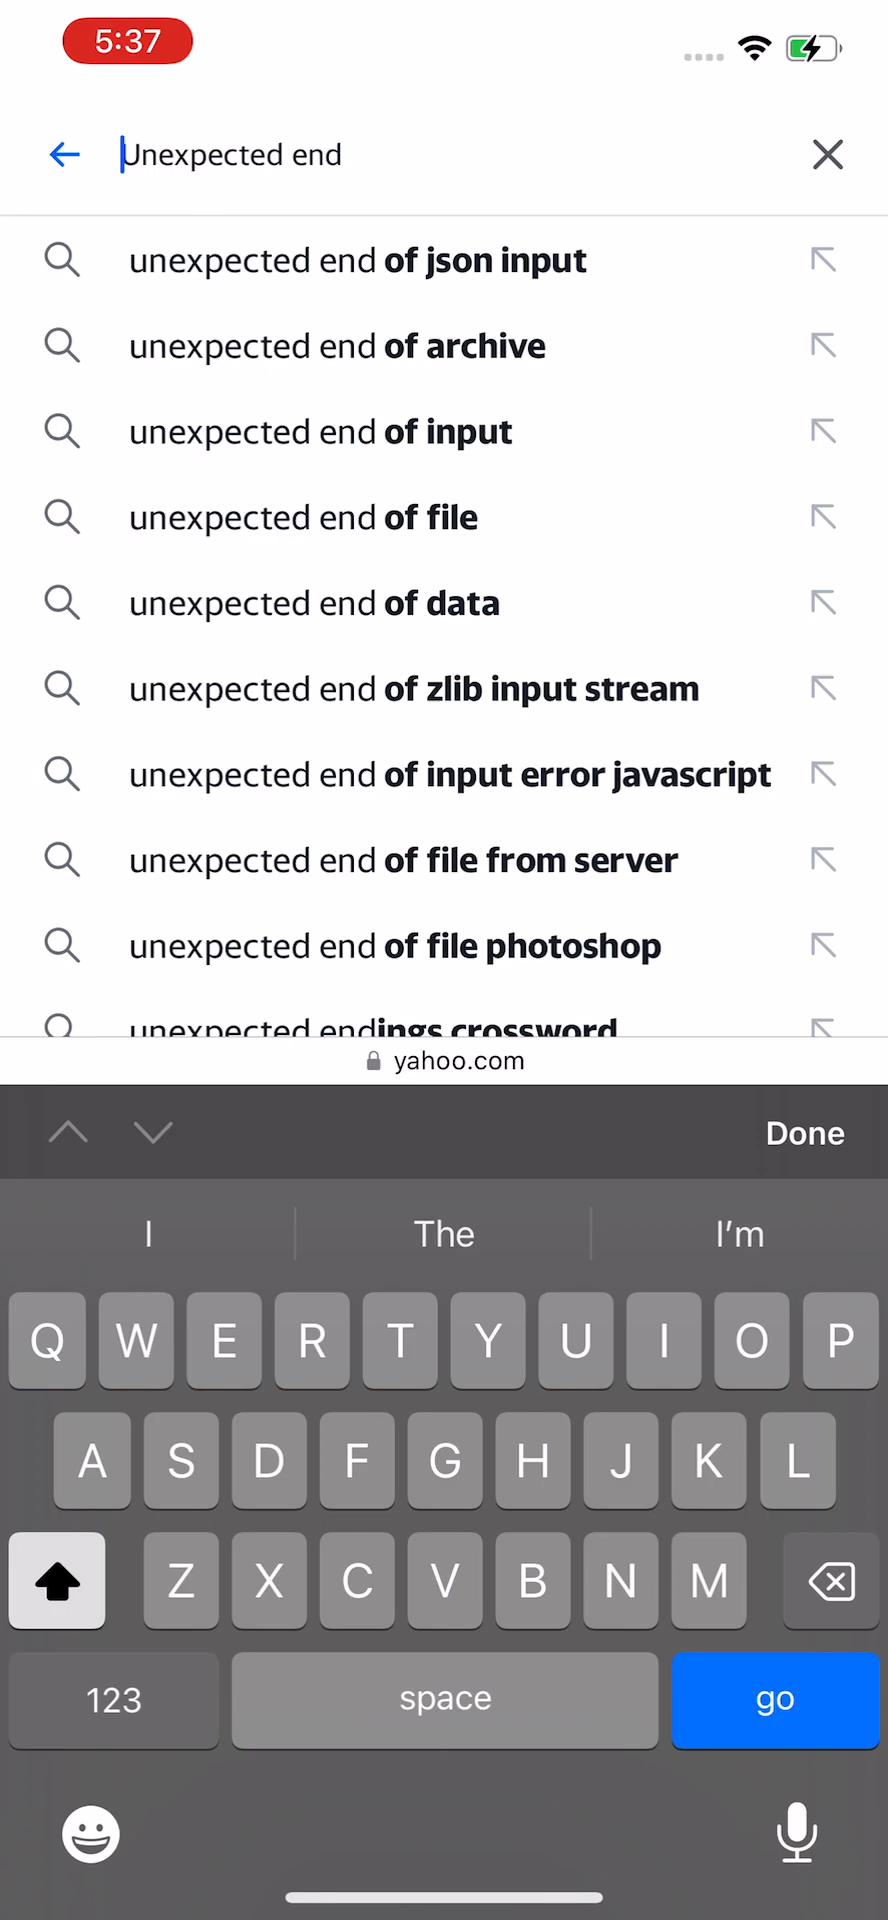 5:37
Unexpected end
unexpected end of json input
unexpected end of archive
unexpected end of input
unexpected end of file
unexpected end of data
unexpected end of zlib input stream
unexpected end of input error javascript
unexpected end of file from server
unexpected end of file photoshop
unexpected endings crossword
yahoo.com
Done
I The I'm
Q W E R T Y U I O P
A S D F G H J K L
Z X C V B N M
123 space go